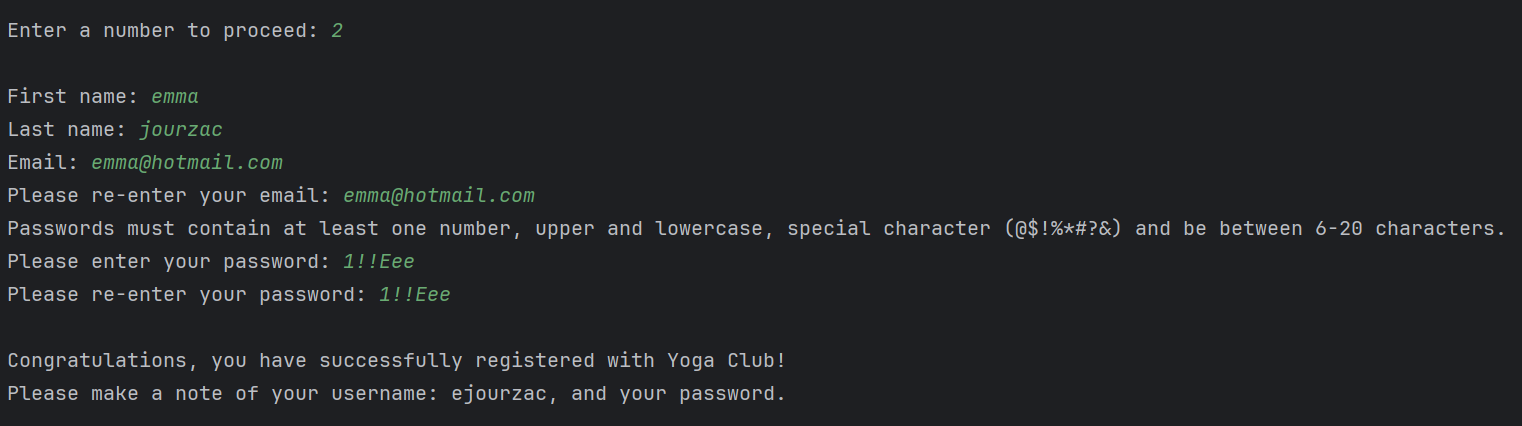 Enter a number to proceed: 2
First name: emma
Last name: jourzac
Email: emma@hotmail.com
Please re-enter your email: emma@hotmail.com
Passwords must contain at least one number, upper and lowercase, special character (@$!%*#?&) and be between 6-20 characters.
Please enter your password: 1!!Eee
Please re-enter your password: 1!!Eee
Congratulations, you have successfully registered with Yoga Club!
Please make a note of your username: ejourzac, and your password.